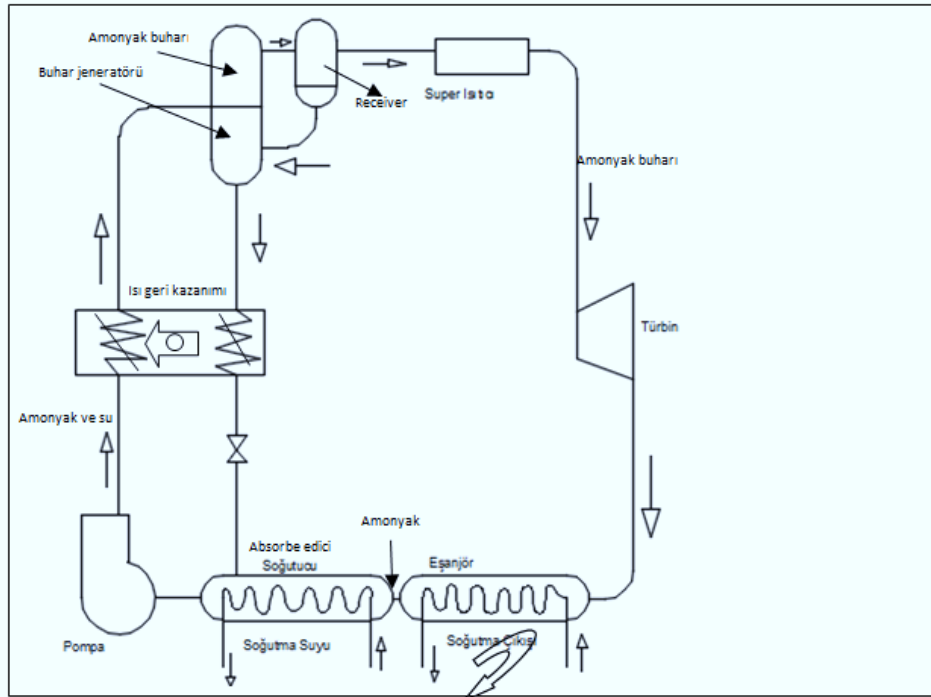 Amonyak buharı
Buhar jeneratörü
Receiver
Super Isıtıcı
Amonyak buharı
Isı geri kazanımı
Türbin
Amonyak ve su
Amonyak
Absorbe edici
Soğutucu
Eşanjör
Pompa
Soğutma Suyu
Soğutma Çıkışı